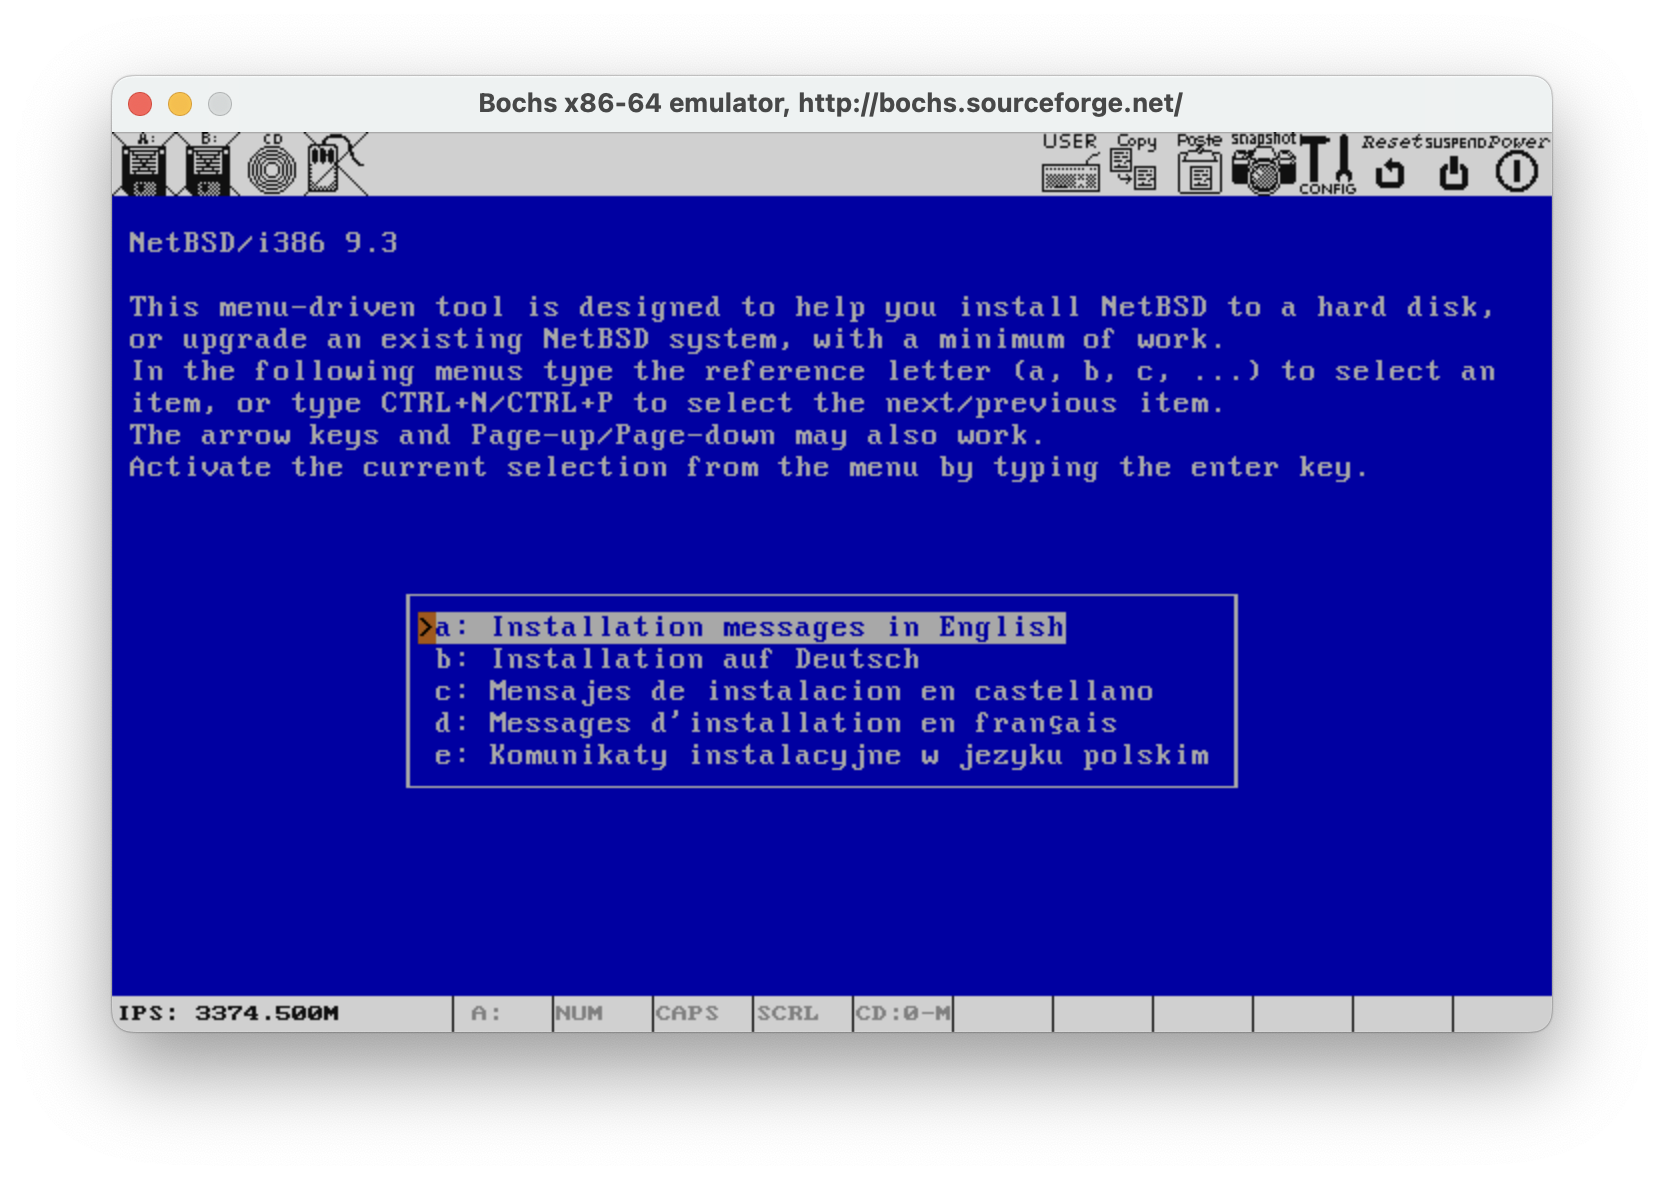 Bochs x86-64 emulator, http://bochs.sourceforge.net/
A: B: CD USER Copy Paste snapshot CONFIG Reset SUSPEND Power
NetBSD/i386 9.3
This menu-driven tool is designed to help you install NetBSD to a hard disk,
or upgrade an existing NetBSD system, with a minimum of work.
In the following menus type the reference letter (a, b, c, ...) to select an
item, or type CTRL+N/CTRL+P to select the next/previous item.
The arrow keys and Page-up/Page-down may also work.
Activate the current selection from the menu by typing the enter key.
>a: Installation messages in English
b: Installation auf Deutsch
c: Mensajes de instalacion en castellano
d: Messages d'installation en français
e: Komunikaty instalacyjne w jezyku polskim
IPS: 3374.500M A: NUM CAPS SCRL CD:0-M